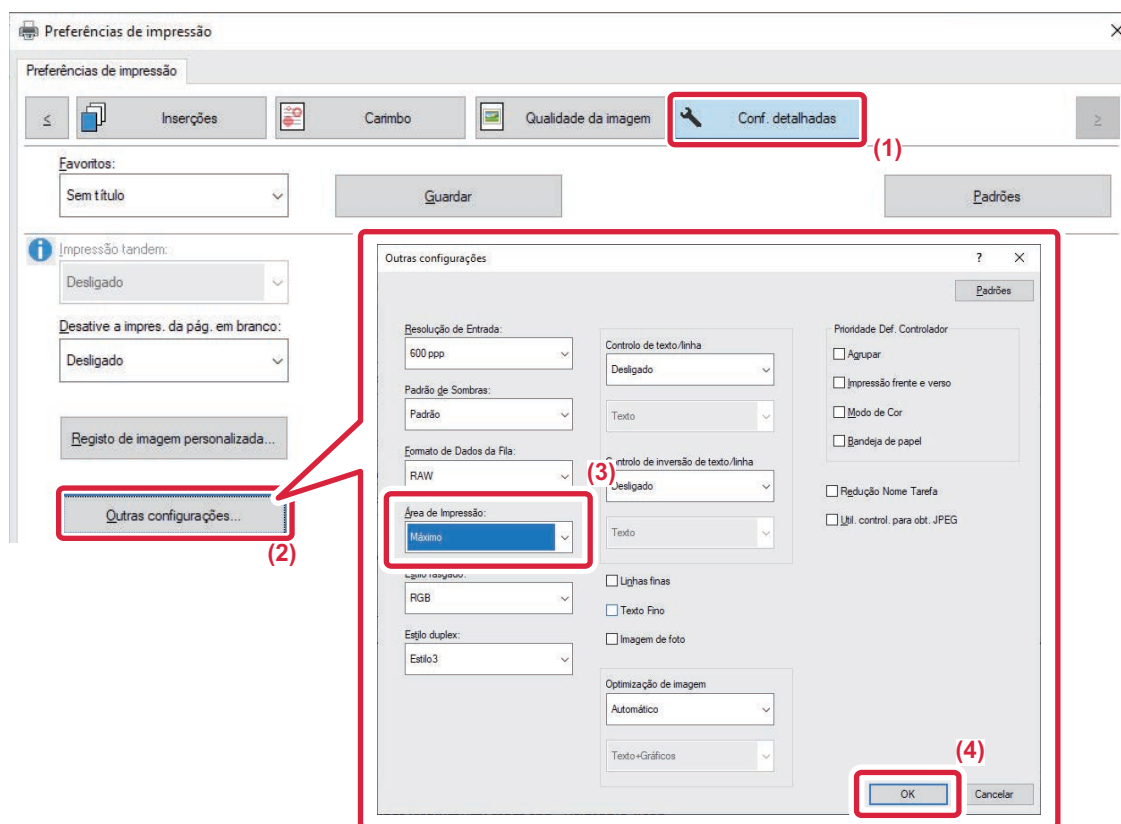 Preferências de impressão
Preferências de impressão
≤
Inserções
Carimbo
Qualidade da imagem
Conf. detalhadas
≥
(1)
Favoritos:
Sem título
Guardar
Padrões
Impressão tandem:
Desligado
Desative a impres. da pág. em branco:
Desligado
Registo de imagem personalizada...
Outras configurações...
(2)
Outras configurações
?
Padrões
Resolução de Entrada:
600 ppp
Padrão de Sombras:
Padrão
Formato de Dados da Fila:
RAW
(3)
Área de Impressão:
Máximo
Estilo rasgado:
RGB
Estilo duplex:
Estilo3
Controlo de texto/linha
Desligado
Texto
Controlo de inversão de texto/linha
Desligado
Texto
Linhas finas
Texto Fino
Imagem de foto
Optimização de imagem
Automático
Texto+Gráficos
Prioridade Def. Controlador
Agrupar
Impressão frente e verso
Modo de Cor
Bandeja de papel
Redução Nome Tarefa
Util. control. para obt. JPEG
(4)
OK
Cancelar